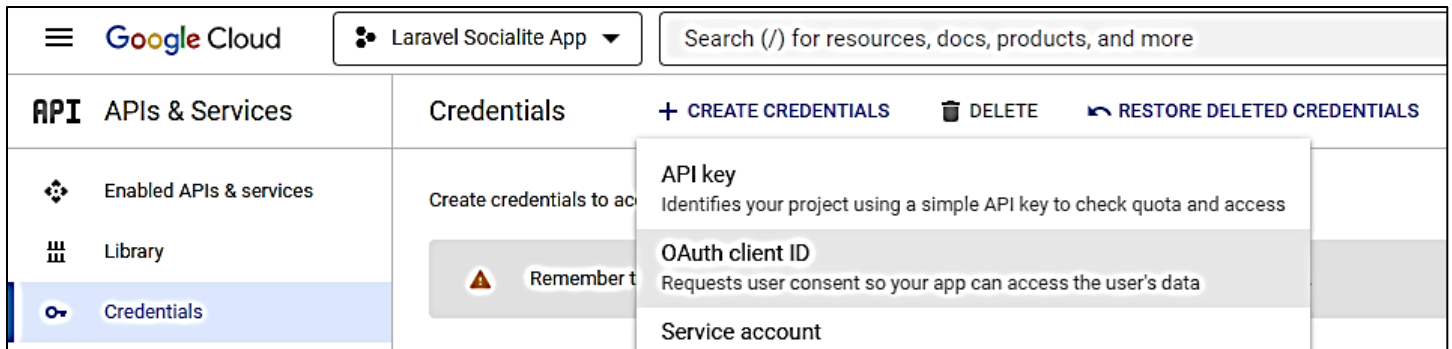 Google Cloud
Laravel Socialite App
Search (/) for resources, docs, products, and more
API APIs & Services
Credentials
+ CREATE CREDENTIALS
DELETE
RESTORE DELETED CREDENTIALS
Enabled APIs & services
Library
Credentials
Create credentials to
Remember
API key
Identifies your project using a simple API key to check quota and access
OAuth client ID
Requests user consent so your app can access the user's data
Service account